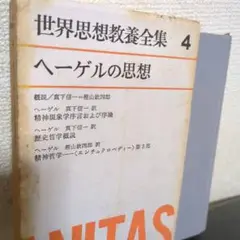 世界思想教養全集 4
ヘーゲルの思想
概説/真下信一=樫山欽四郎
ヘーゲル 真下信一 訳
精神現象学序言および序論
ヘーゲル 真下信一 訳
歴史哲学概説
ヘーゲル 樫山欽四郎 訳
精神哲学――〈エンチュクロペディー〉第3部
NITAS